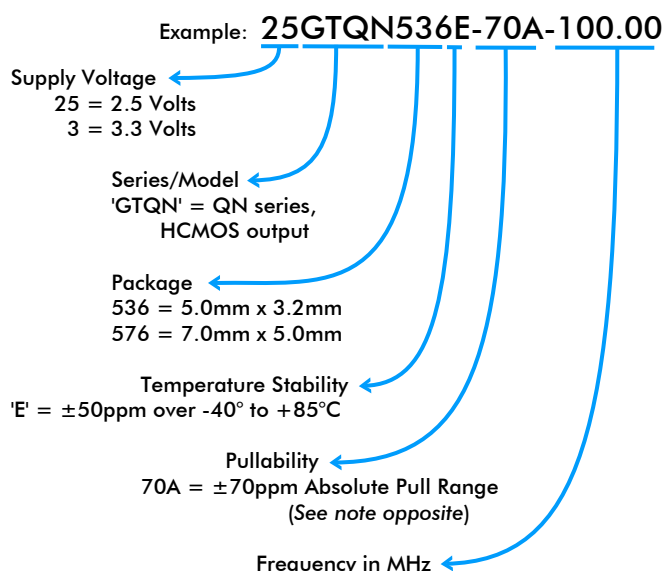 Example: 25GTQN536E-70A-100.00
Supply Voltage
25 = 2.5 Volts
3 = 3.3 Volts
Series/Model
'GTQN' = QN series,
HCMOS output
Package
536 = 5.0mm x 3.2mm
576 = 7.0mm x 5.0mm
Temperature Stability
'E' = ±50ppm over -40° to +85°C
Pullability
70A = ±70ppm Absolute Pull Range
(See note opposite)
Frequency in MHz